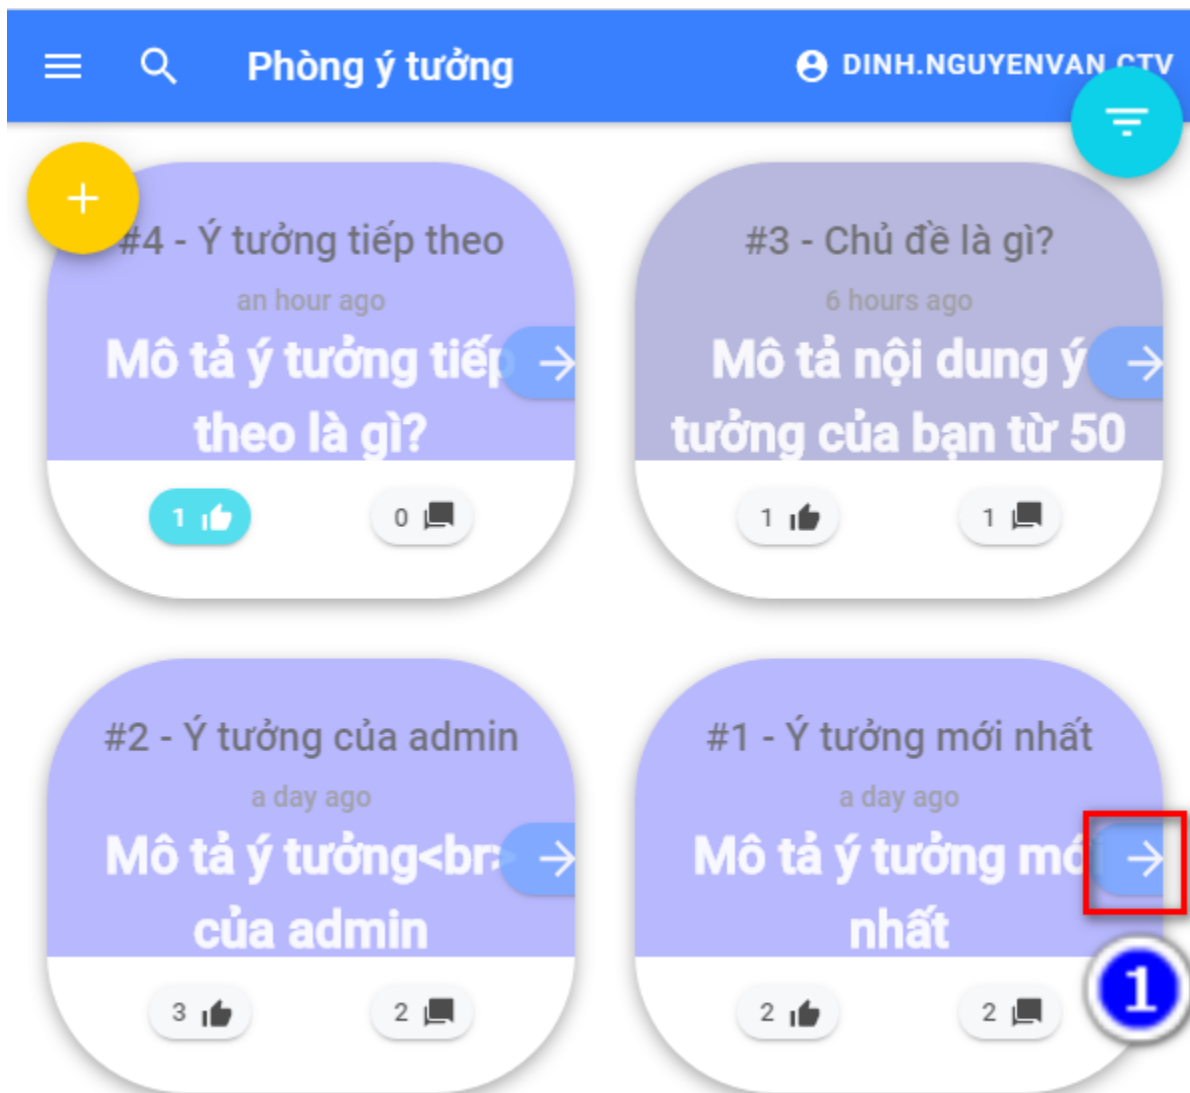 Phòng ý tưởng
DINH.NGUYENVAN.CTV
#4 - Ý tưởng tiếp theo
an hour ago
Mô tả ý tưởng tiếp
theo là gì?
1
0
#3 - Chủ đề là gì?
6 hours ago
Mô tả nội dung ý
tưởng của bạn từ 50
1
1
#2 - Ý tưởng của admin
a day ago
Mô tả ý tưởng<br>
của admin
3
2
#1 - Ý tưởng mới nhất
a day ago
Mô tả ý tưởng mớ
nhất
2
2
1